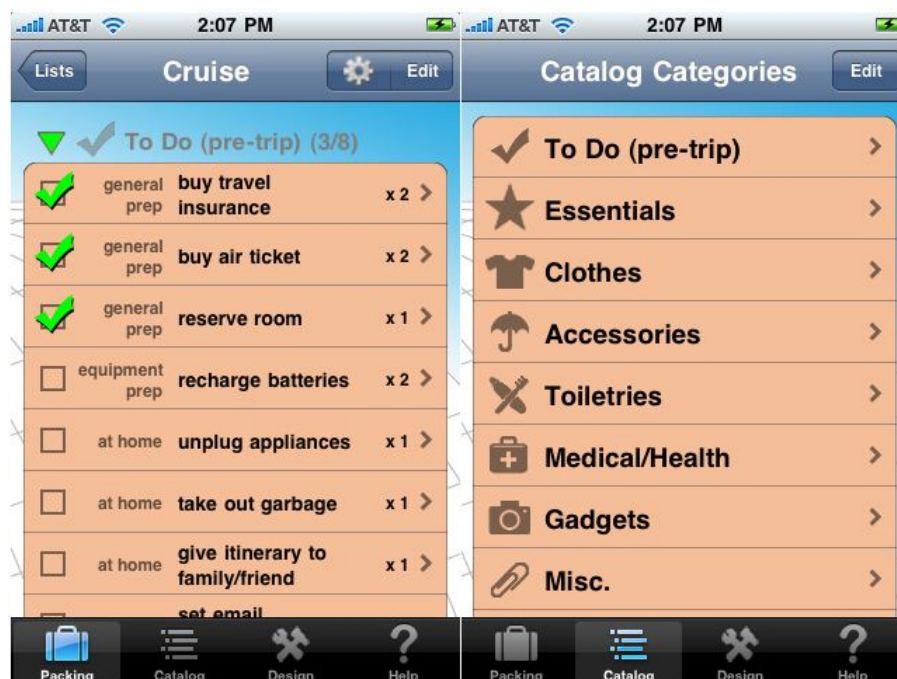 AT&T 2:07 PM
Lists Cruise Edit
To Do (pre-trip) (3/8)
general prep buy travel insurance x 2
general prep buy air ticket x 2
general prep reserve room x 1
equipment prep recharge batteries x 2
at home unplug appliances x 1
at home take out garbage x 1
at home give itinerary to family/friend x 1
set email
Packing Catalog Design Help
AT&T 2:07 PM
Catalog Categories Edit
To Do (pre-trip)
Essentials
Clothes
Accessories
Toiletries
Medical/Health
Gadgets
Misc.
Packing Catalog Design Help